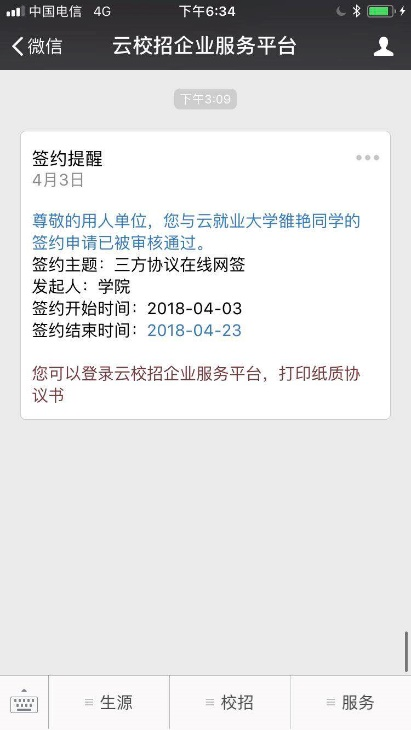 中国电信 4G 下午6:34
微信 云校招企业服务平台
下午3:09
签约提醒
4月3日
尊敬的用人单位，您与云就业大学雒艳同学的
签约申请已被审核通过。
签约主题：三方协议在线网签
发起人：学院
签约开始时间：2018-04-03
签约结束时间：2018-04-23
您可以登录云校招企业服务平台，打印纸质协
议书
生源 校招 服务